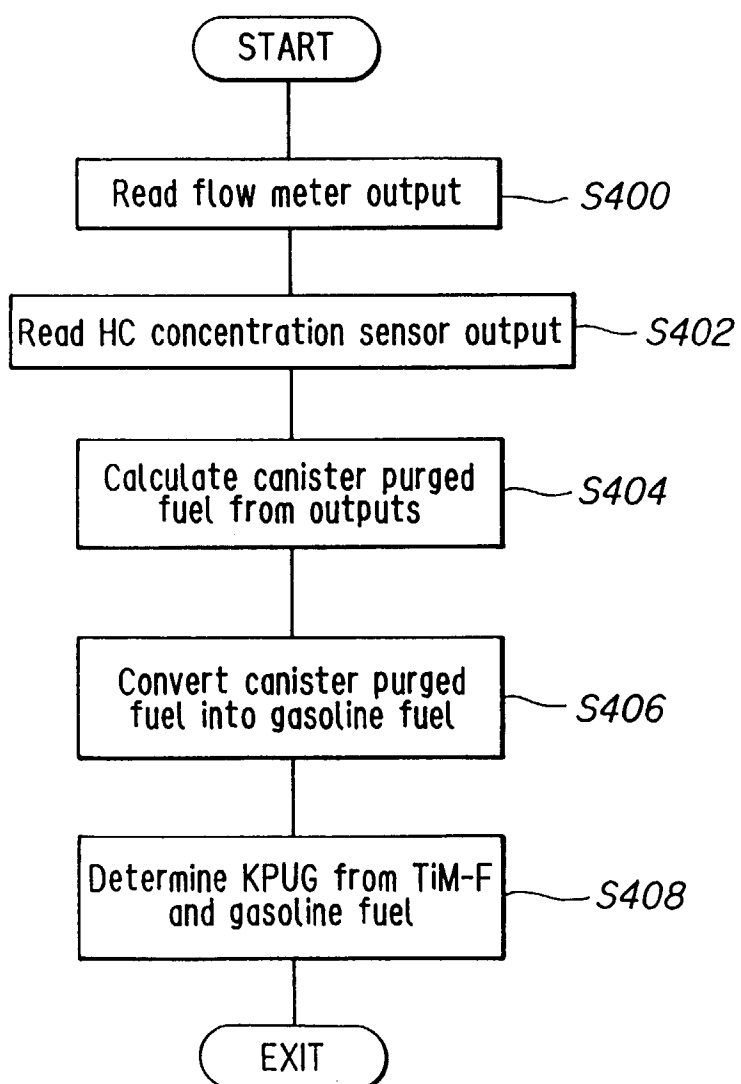 START
Read flow meter output
S400
Read HC concentration sensor output
S402
Calculate canister purged
fuel from outputs
S404
Convert canister purged
fuel into gasoline fuel
S406
Determine KPUG from TiM-F
and gasoline fuel
S408
EXIT